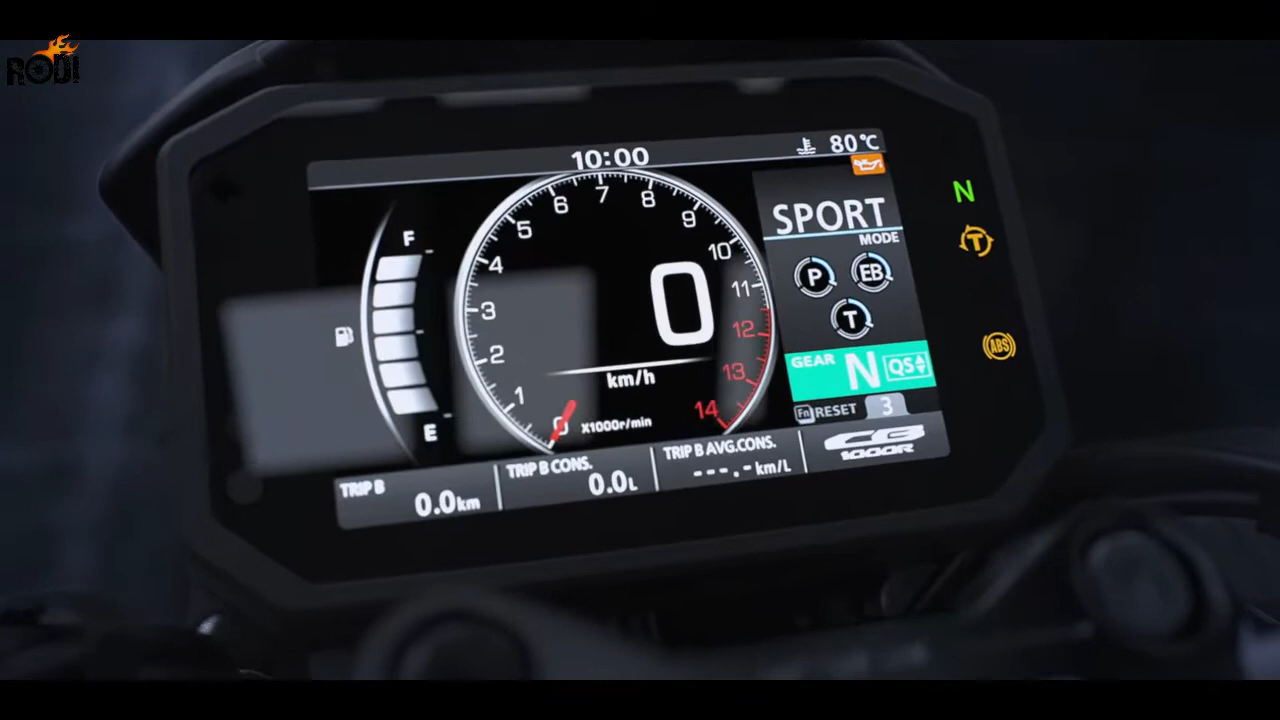 RODI
10:00
80°C
SPORT
MODE
P
EB
T
GEAR
N
QS
Fn RESET 3
F
E
0
1
2
3
4
5
6
7
8
9
10
11
12
13
14
0
km/h
X1000r/min
TRIP B
0.0km
TRIP B CONS.
0.0L
TRIP B AVG.CONS.
---.-km/L
CB
1000R
N
T
ABS